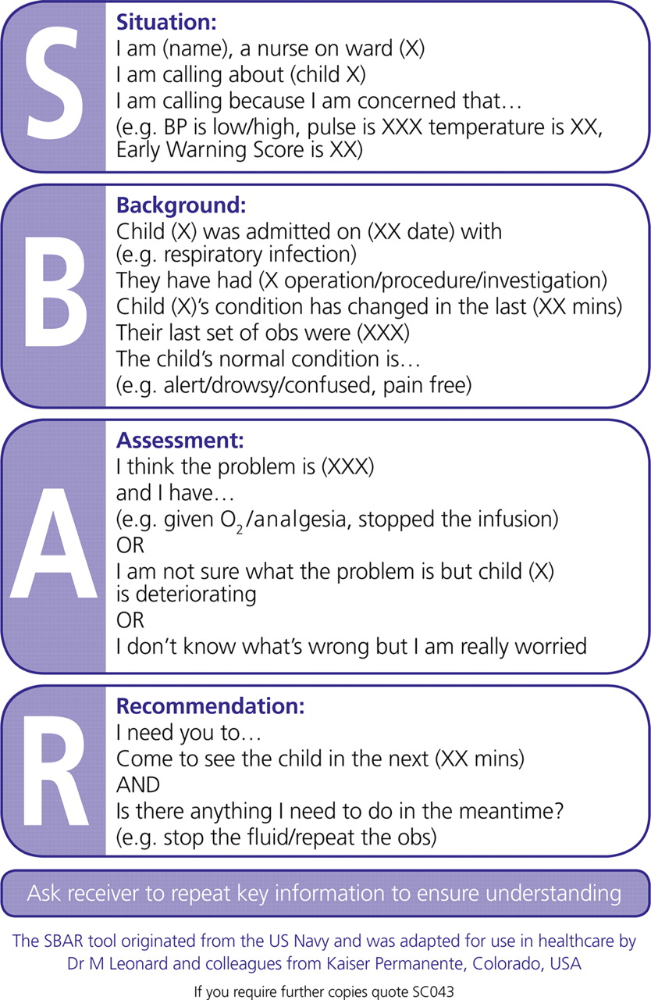 S
Situation:
I am (name), a nurse on ward (X)
I am calling about (child X)
I am calling because I am concerned that…
(e.g. BP is low/high, pulse is XXX temperature is XX,
Early Warning Score is XX)
B
Background:
Child (X) was admitted on (XX date) with
(e.g. respiratory infection)
They have had (X operation/procedure/investigation)
Child (X)’s condition has changed in the last (XX mins)
Their last set of obs were (XXX)
The child’s normal condition is…
(e.g. alert/drowsy/confused, pain free)
A
Assessment:
I think the problem is (XXX)
and I have…
(e.g. given O₂/analgesia, stopped the infusion)
OR
I am not sure what the problem is but child (X)
is deteriorating
OR
I don’t know what’s wrong but I am really worried
R
Recommendation:
I need you to…
Come to see the child in the next (XX mins)
AND
Is there anything I need to do in the meantime?
(e.g. stop the fluid/repeat the obs)
Ask receiver to repeat key information to ensure understanding
The SBAR tool originated from the US Navy and was adapted for use in healthcare by
Dr M Leonard and colleagues from Kaiser Permanente, Colorado, USA
If you require further copies quote SC043